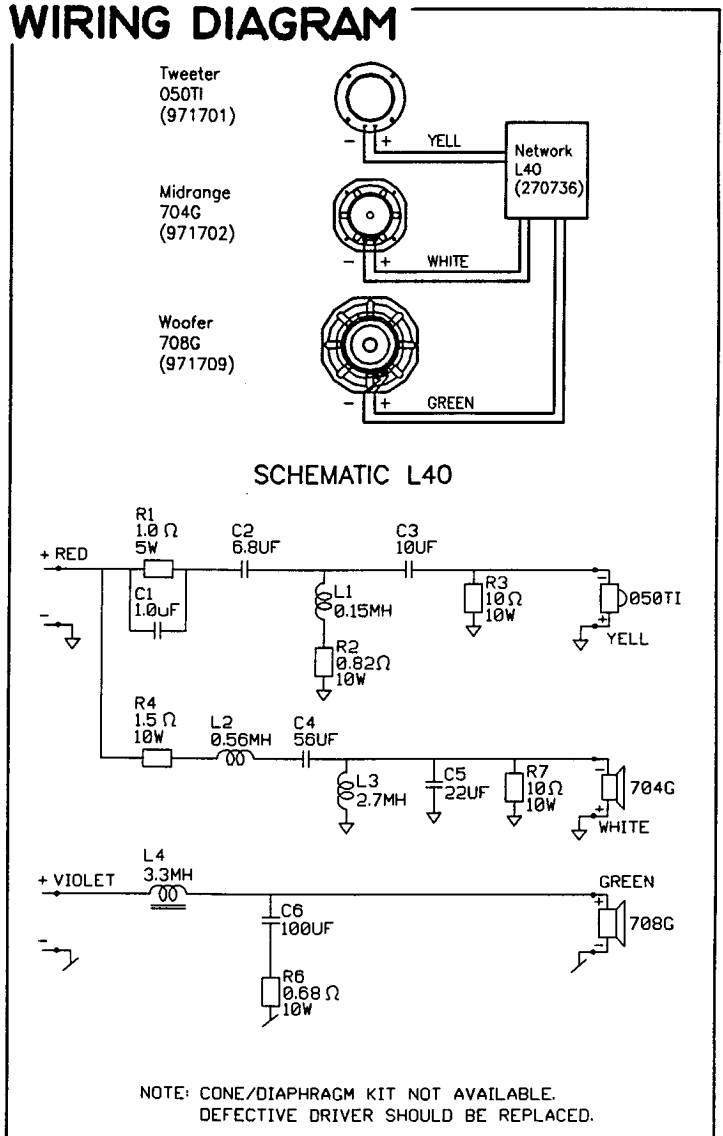 WIRING DIAGRAM
Tweeter
050TI
(971701)
- +
YELL
Network
L40
(270736)
Midrange
704G
(971702)
- +
WHITE
Woofer
708G
(971709)
- +
GREEN
SCHEMATIC L40
R1
1.0 Ω
5W
C2
6.8UF
C3
10UF
+ RED
C1
1.0uF
L1
0.15MH
R3
10Ω
10W
-
050TI
+
YELL
-
R2
0.82Ω
10W
R4
1.5 Ω
10W
L2
0.56MH
C4
56UF
L3
2.7MH
C5
22UF
R7
10Ω
10W
-
704G
+
WHITE
L4
3.3MH
+ VIOLET
GREEN
C6
100UF
+
708G
-
-
R6
0.68 Ω
10W
NOTE: CONE/DIAPHRAGM KIT NOT AVAILABLE.
DEFECTIVE DRIVER SHOULD BE REPLACED.